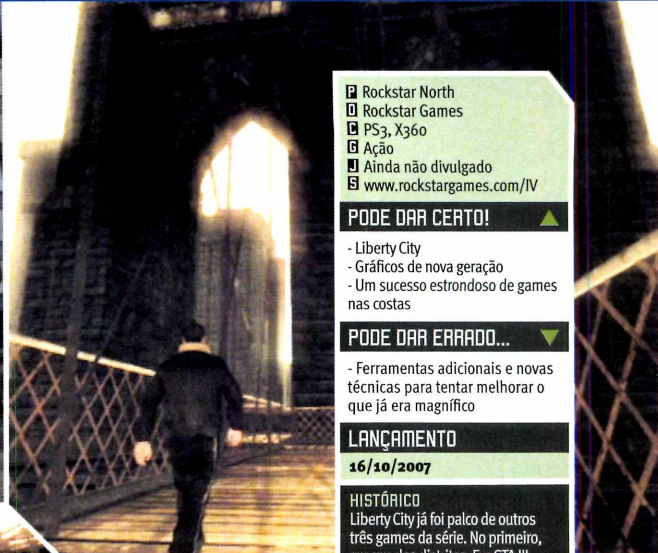 P Rockstar North
D Rockstar Games
C PS3, X360
G Ação
J Ainda não divulgado
S www.rockstargames.com/IV
PODE DAR CERTO!
- Liberty City
- Gráficos de nova geração
- Um sucesso estrondoso de games
nas costas
PODE DAR ERRADO...
- Ferramentas adicionais e novas
técnicas para tentar melhorar o
que já era magnífico
LANÇAMENTO
16/10/2007
HISTÓRICO
Liberty City já foi palco de outros
três games da série. No primeiro,